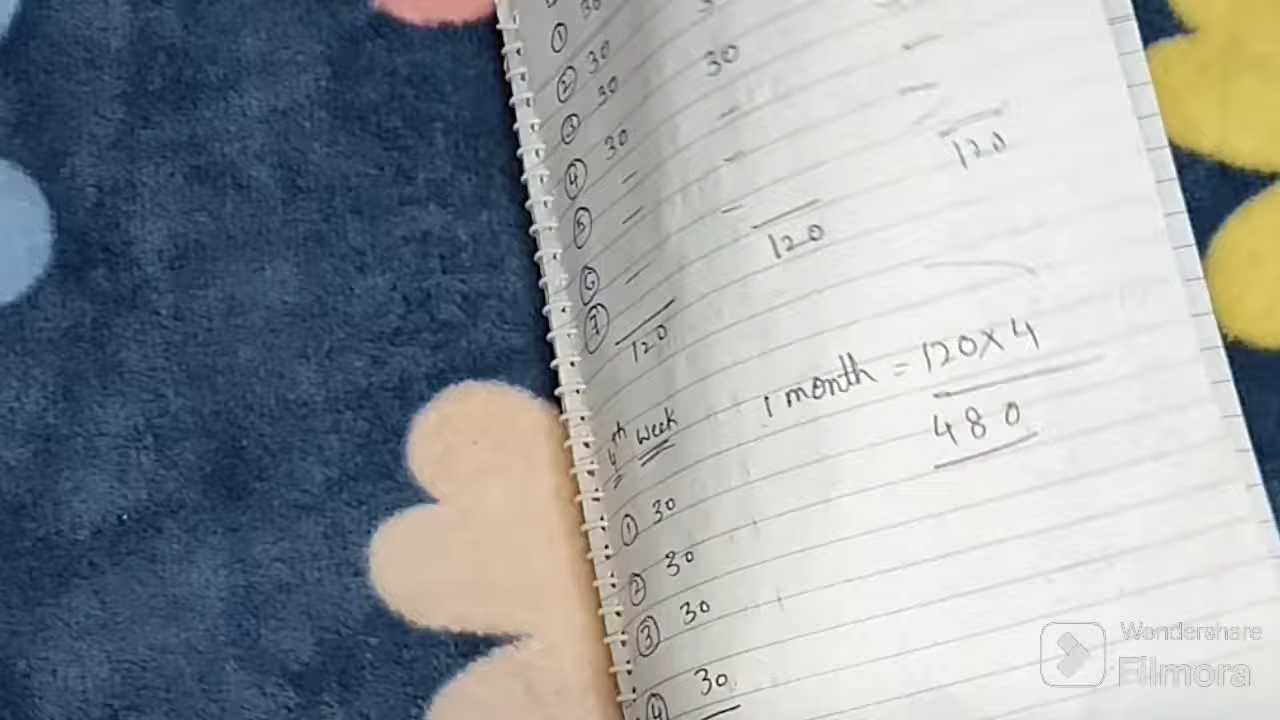 ① 30
② 30 30
③ 30 –
④ 30 – –
⑤ – – –
⑥ – 120 120
⑦ –
120
4th week
1 month = 120 X 4
480
① 30
② 30
③ 30
④ 30
Wondershare
Filmora